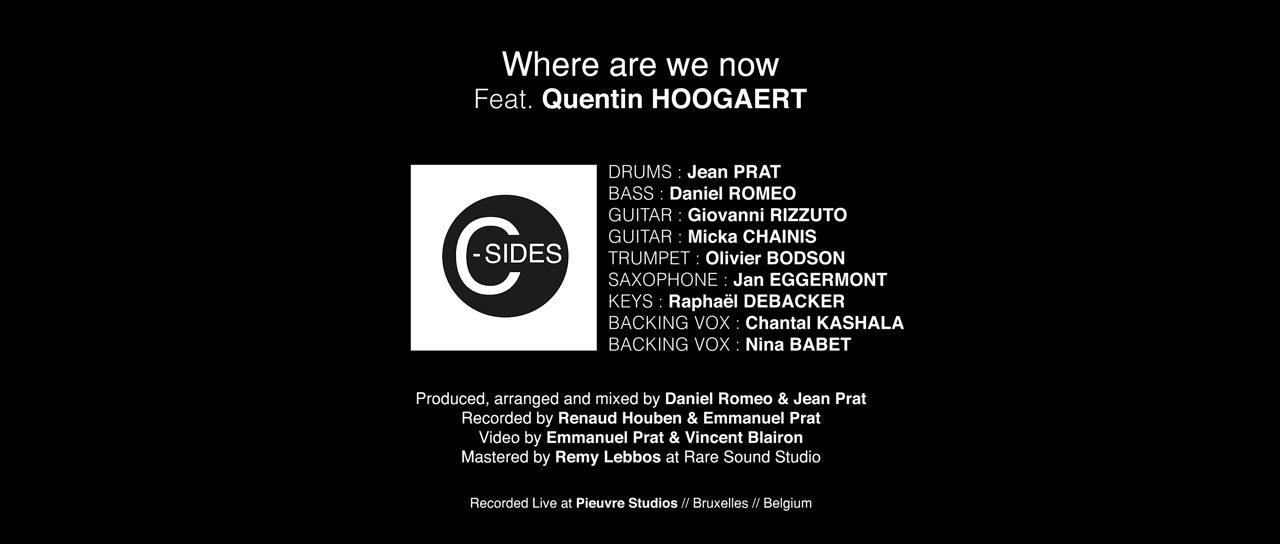 Where are we now
Feat. Quentin HOOGAERT
C-SIDES
DRUMS : Jean PRAT
BASS : Daniel ROMEO
GUITAR : Giovanni RIZZUTO
GUITAR : Micka CHAINIS
TRUMPET : Olivier BODSON
SAXOPHONE : Jan EGGERMONT
KEYS : Raphaël DEBACKER
BACKING VOX : Chantal KASHALA
BACKING VOX : Nina BABET
Produced, arranged and mixed by Daniel Romeo & Jean Prat
Recorded by Renaud Houben & Emmanuel Prat
Video by Emmanuel Prat & Vincent Blairon
Mastered by Remy Lebbos at Rare Sound Studio
Recorded Live at Pieuvre Studios // Bruxelles // Belgium